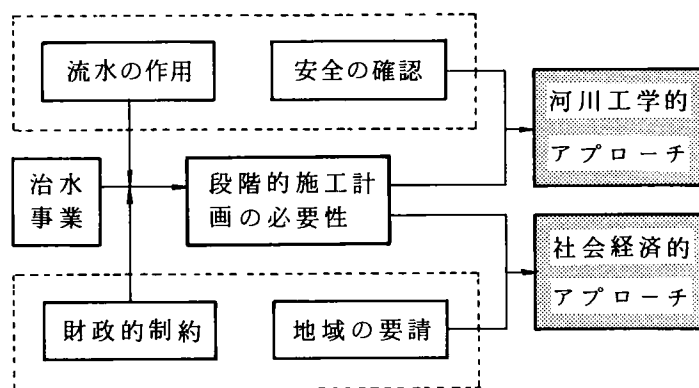 流水の作用
安全の確認
河川工学的
アプローチ
治水
事業
段階的施工計
画の必要性
社会経済的
アプローチ
財政的制約
地域の要請